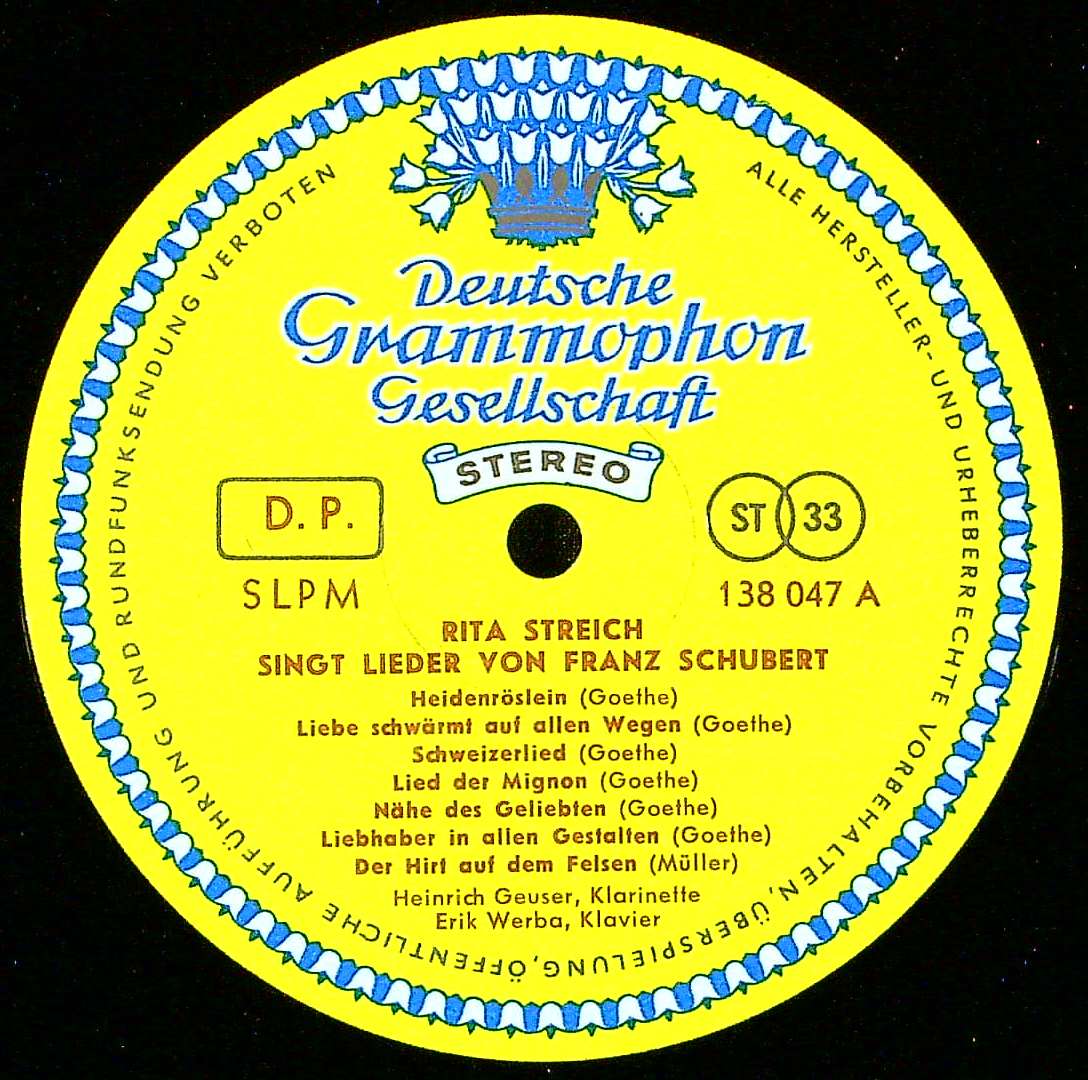 Deutsche
Grammophon
Gesellschaft
STEREO
D. P.
ST 33
SLPM
138 047 A
RITA STREICH
SINGT LIEDER VON FRANZ SCHUBERT
Heidenröslein (Goethe)
Liebe schwärmt auf allen Wegen (Goethe)
Schweizerlied (Goethe)
Lied der Mignon (Goethe)
Nähe des Geliebten (Goethe)
Liebhaber in allen Gestalten (Goethe)
Der Hirt auf dem Felsen (Müller)
Heinrich Geuser, Klarinette
Erik Werba, Klavier
ALLE HERSTELLER- UND URHEBERRECHTE VORBEHALTEN, ÜBERSPIELUNG, ÖFFENTLICHE AUFFÜHRUNG UND RUNDFUNKSENDUNG VERBOTEN